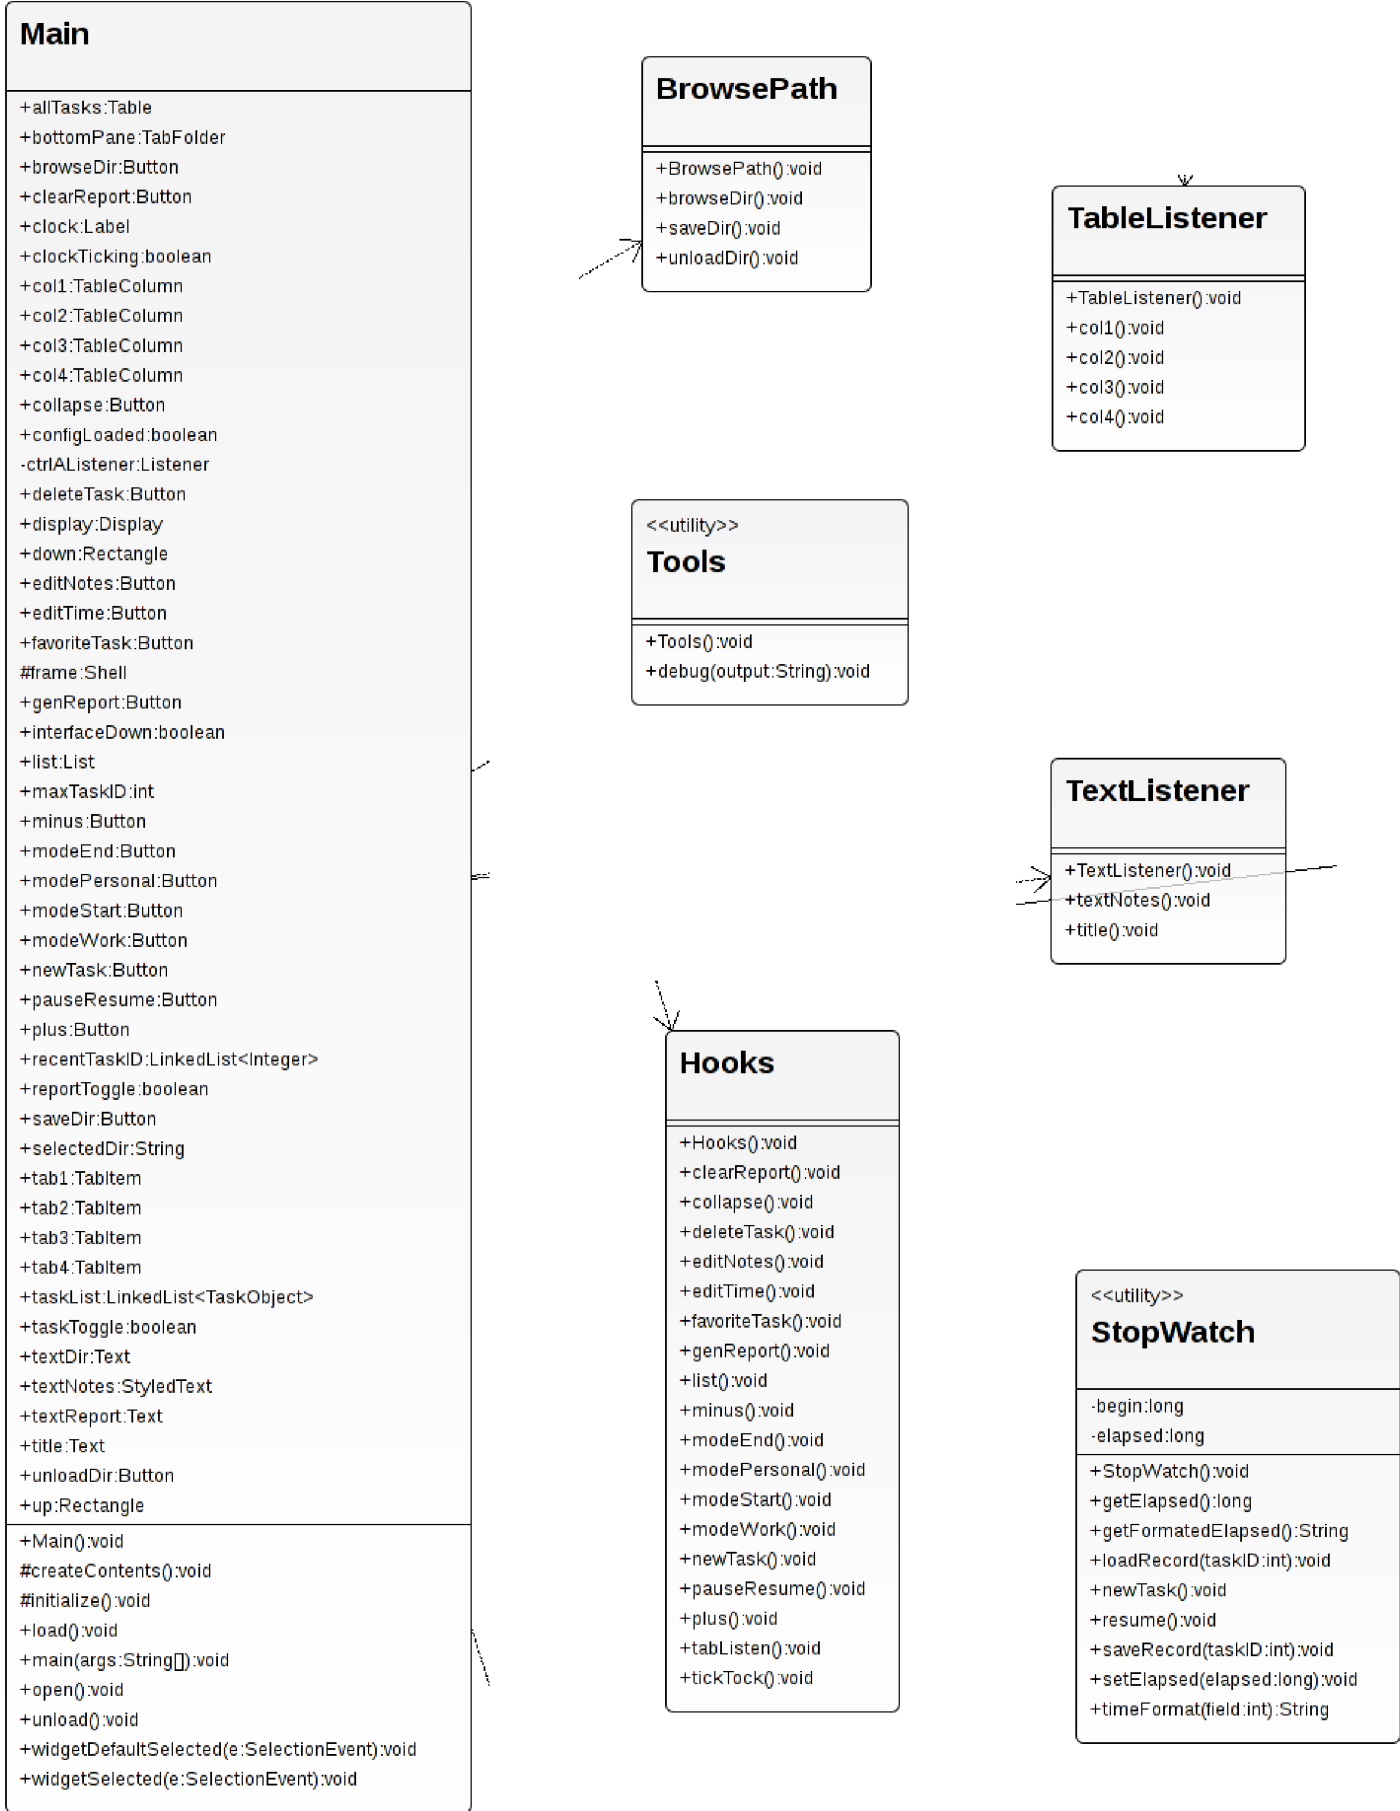 Main
+allTasks:Table
+bottomPane:TabFolder
+browseDir:Button
+clearReport:Button
+clock:Label
+clockTicking:boolean
+col1:TableColumn
+col2:TableColumn
+col3:TableColumn
+col4:TableColumn
+collapse:Button
+configLoaded:boolean
-ctrlAListener:Listener
+deleteTask:Button
+display:Display
+down:Rectangle
+editNotes:Button
+editTime:Button
+favoriteTask:Button
#frame:Shell
+genReport:Button
+interfaceDown:boolean
+list:List
+maxTaskID:int
+minus:Button
+modeEnd:Button
+modePersonal:Button
+modeStart:Button
+modeWork:Button
+newTask:Button
+pauseResume:Button
+plus:Button
+recentTaskID:LinkedList<Integer>
+reportToggle:boolean
+saveDir:Button
+selectedDir:String
+tab1:TabItem
+tab2:TabItem
+tab3:TabItem
+tab4:TabItem
+taskList:LinkedList<TaskObject>
+taskToggle:boolean
+textDir:Text
+textNotes:StyledText
+textReport:Text
+title:Text
+unloadDir:Button
+up:Rectangle
+Main():void
#createContents():void
#initialize():void
+load():void
+main(args:String[]):void
+open():void
+unload():void
+widgetDefaultSelected(e:SelectionEvent):void
+widgetSelected(e:SelectionEvent):void
BrowsePath
+BrowsePath():void
+browseDir():void
+saveDir():void
+unloadDir():void
TableListener
+TableListener():void
+col1():void
+col2():void
+col3():void
+col4():void
<<utility>>
Tools
+Tools():void
+debug(output:String):void
TextListener
+TextListener():void
+textNotes():void
+title():void
Hooks
+Hooks():void
+clearReport():void
+collapse():void
+deleteTask():void
+editNotes():void
+editTime():void
+favoriteTask():void
+genReport():void
+list():void
+minus():void
+modeEnd():void
+modePersonal():void
+modeStart():void
+modeWork():void
+newTask():void
+pauseResume():void
+plus():void
+tabListen():void
+tickTock():void
<<utility>>
StopWatch
-begin:long
-elapsed:long
+StopWatch():void
+getElapsed():long
+getFormatedElapsed():String
+loadRecord(taskID:int):void
+newTask():void
+resume():void
+saveRecord(taskID:int):void
+setElapsed(elapsed:long):void
+timeFormat(field:int):String